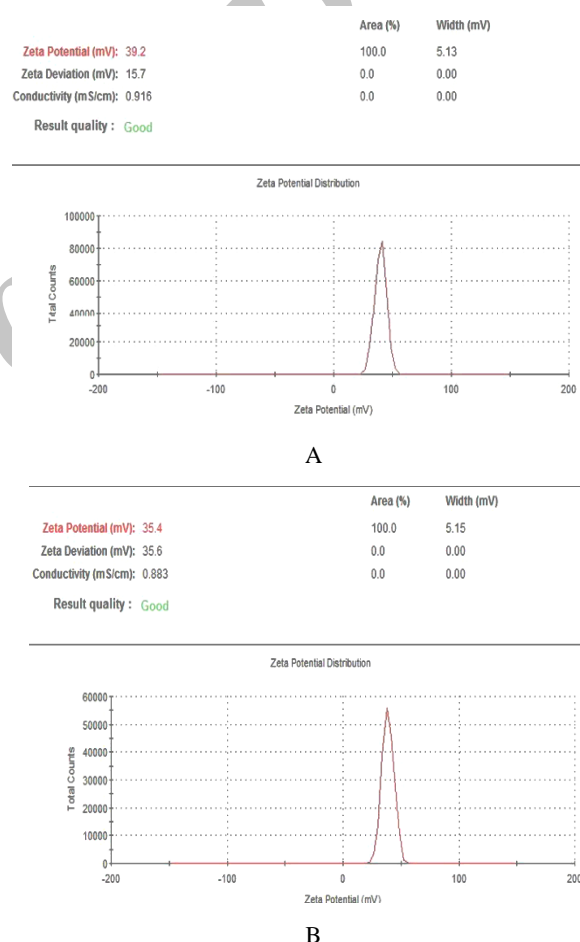 Area (%) Width (mV)
Zeta Potential (mV): 39.2 100.0 5.13
Zeta Deviation (mV): 15.7 0.0 0.00
Conductivity (mS/cm): 0.916 0.0 0.00
Result quality : Good
Zeta Potential Distribution
100000
80000
60000
40000
20000
0
Total Counts
-200 -100 0 100 200
Zeta Potential (mV)
A
Area (%) Width (mV)
Zeta Potential (mV): 35.4 100.0 5.15
Zeta Deviation (mV): 35.6 0.0 0.00
Conductivity (mS/cm): 0.883 0.0 0.00
Result quality : Good
Zeta Potential Distribution
60000
50000
40000
30000
20000
10000
0
Total Counts
-200 -100 0 100 200
Zeta Potential (mV)
B